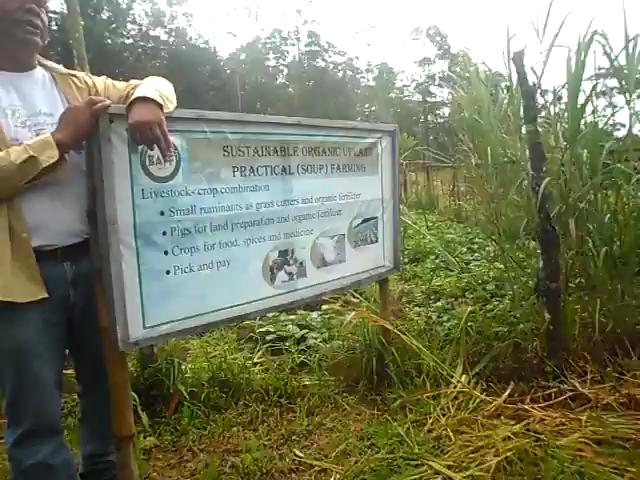 SUSTAINABLE ORGANIC UPLAND
PRACTICAL (SOUP) FARMING
Livestock-crop combination
• Small ruminants as grass cutters and organic fertilizer
• Pigs for land preparation and organic fertilizer
• Crops for food, spices and medicine
• Pick and pay